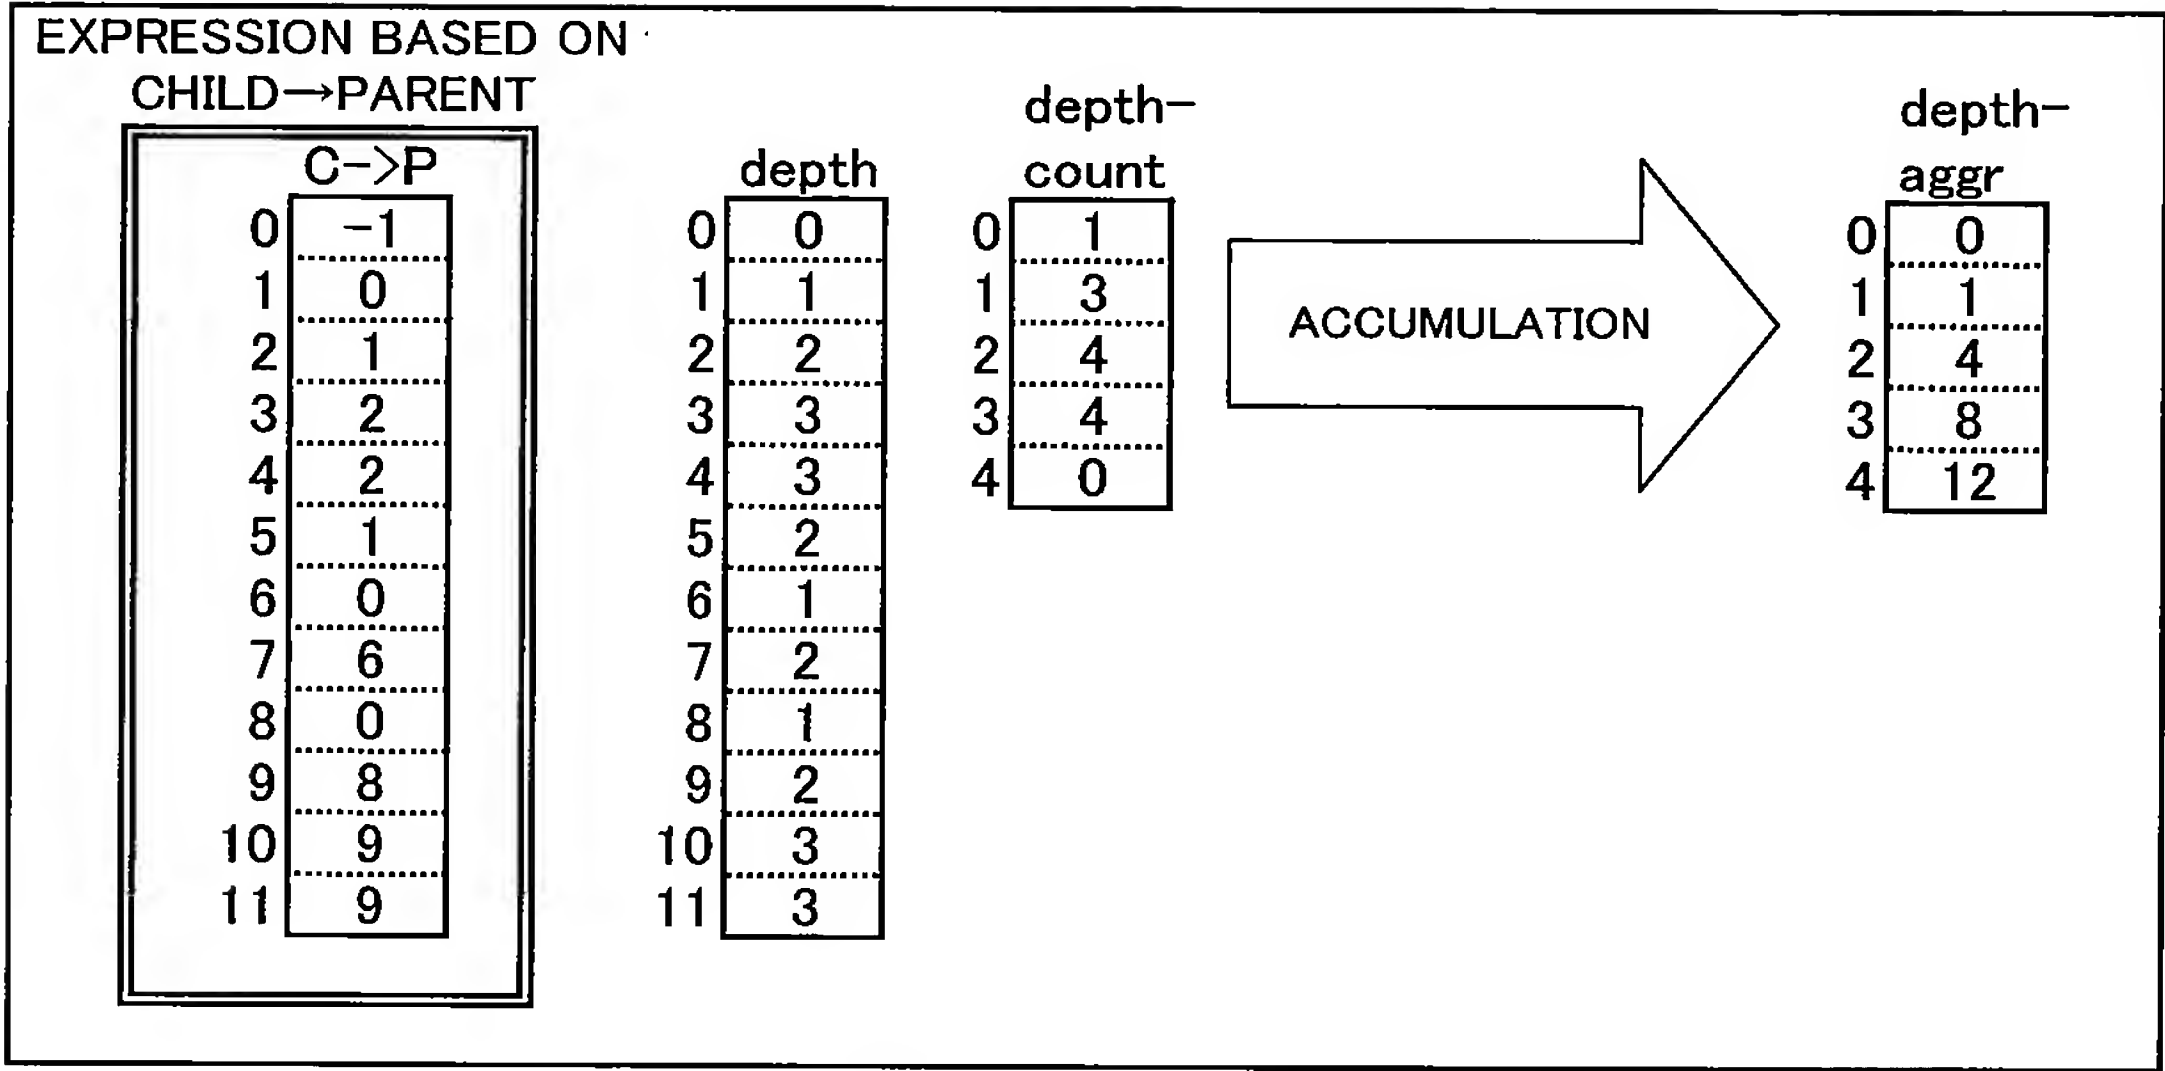 EXPRESSION BASED ON
CHILD→PARENT
depth-
depth-
C->P
depth
count
aggr
0 -1 0 0 0 1 0 0
1 0 1 1 1 3 1 1
ACCUMULATION
2 1 2 2 2 4 2 4
3 2 3 3 3 4 3 8
4 2 4 3 4 0 4 12
5 1 5 2
6 0 6 1
7 6 7 2
8 0 8 1
9 8 9 2
10 9 10 3
11 9 11 3